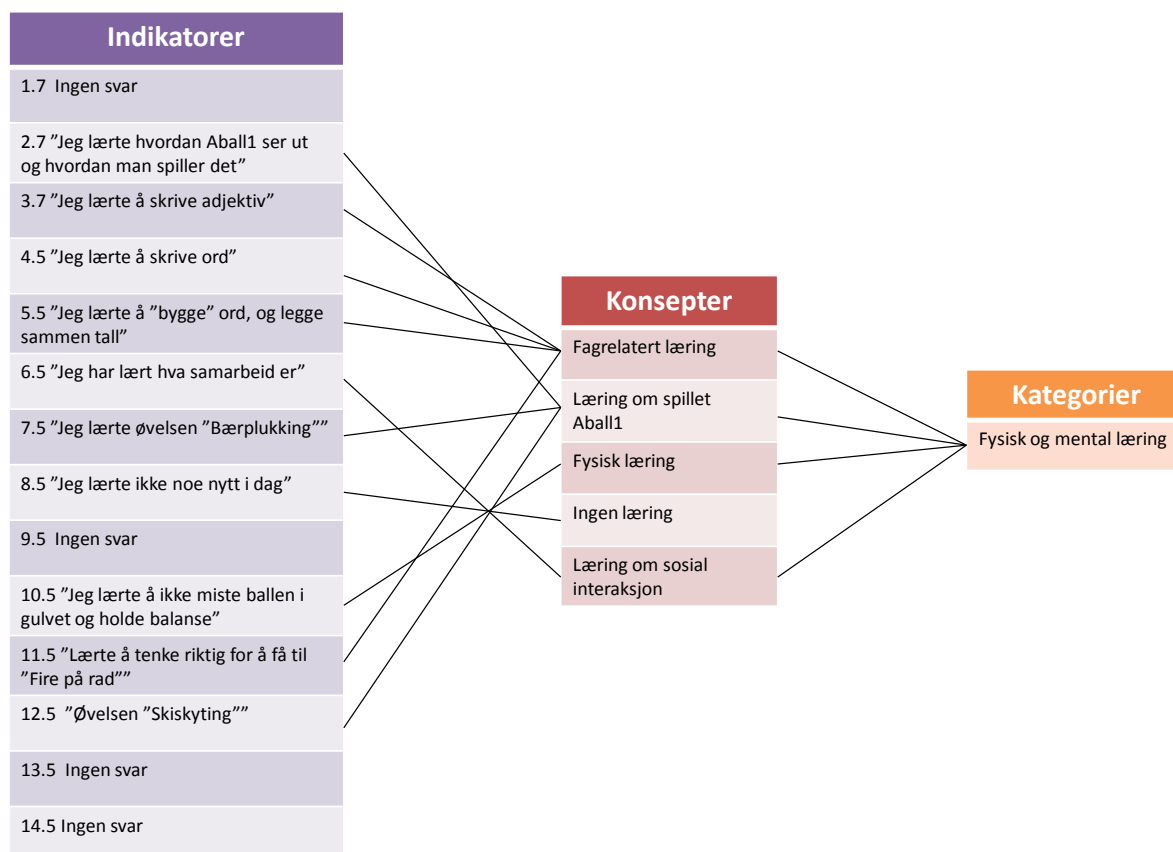 Indikatorer
1.7 Ingen svar
2.7 ”Jeg lærte hvordan Aball1 ser ut
og hvordan man spiller det”
3.7 ”Jeg lærte å skrive adjektiv”
4.5 ”Jeg lærte å skrive ord”
5.5 ”Jeg lærte å ”bygge” ord, og legge
sammen tall”
6.5 ”Jeg har lært hva samarbeid er”
7.5 ”Jeg lærte øvelsen ”Bærplukking””
8.5 ”Jeg lærte ikke noe nytt i dag”
9.5 Ingen svar
10.5 ”Jeg lærte å ikke miste ballen i
gulvet og holde balanse”
11.5 ”Lærte å tenke riktig for å få til
”Fire på rad””
12.5 ”Øvelsen ”Skiskyting””
13.5 Ingen svar
14.5 Ingen svar
Konsepter
Fagrelatert læring
Læring om spillet
Aball1
Fysisk læring
Ingen læring
Læring om sosial
interaksjon
Kategorier
Fysisk og mental læring